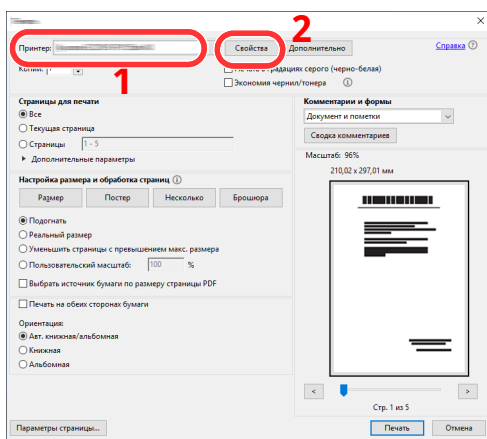 2
Принтер:
Свойства
Дополнительно
Справка
Копии:
1
Печать в градациях серого (черно-белая)
Экономия чернил/тонера
Страницы для печати
Все
Текущая страница
Страницы
1 - 5
Дополнительные параметры
Комментарии и формы
Документ и пометки
Сводка комментариев
Масштаб: 96%
210,02 x 297,01 мм
Настройка размера и обработка страниц
Размер
Постер
Несколько
Брошюра
Подогнать
Реальный размер
Уменьшить страницы с превышением макс. размера
Пользовательский масштаб:
100
%
Выбрать источник бумаги по размеру страницы PDF
Печать на обеих сторонах бумаги
Ориентация:
Авт. книжная/альбомная
Книжная
Альбомная
<
>
Стр. 1 из 5
Параметры страницы...
Печать
Отмена